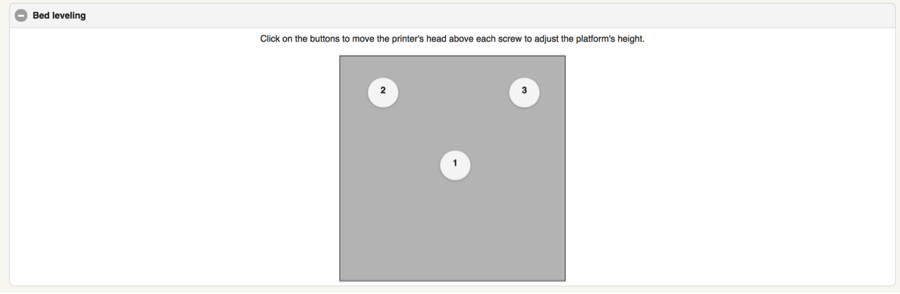 Bed leveling
Click on the buttons to move the printer's head above each screw to adjust the platform's height.
2
3
1